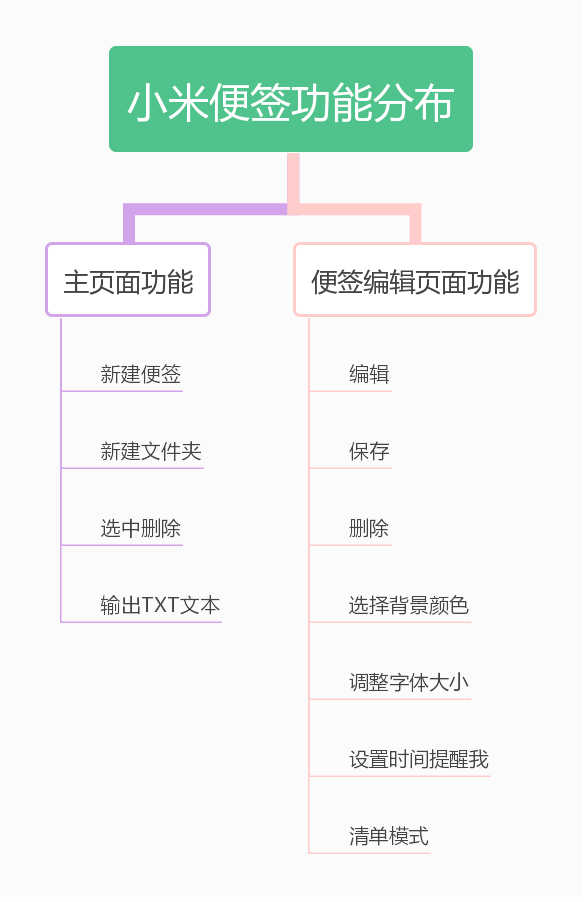 小米便签功能分布
主页面功能
新建便签
新建文件夹
选中删除
输出TXT文本
便签编辑页面功能
编辑
保存
删除
选择背景颜色
调整字体大小
设置时间提醒我
清单模式